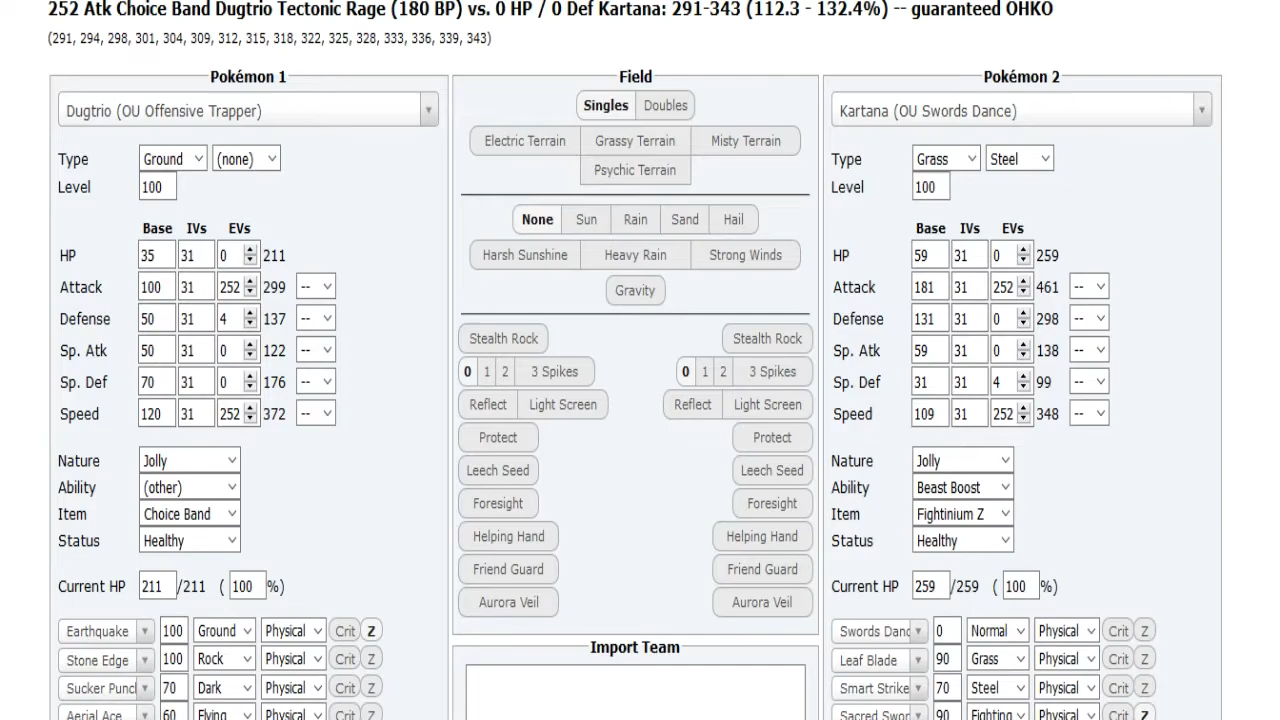 252 Atk Choice Band Dugtrio Tectonic Rage (180 BP) vs. 0 HP / 0 Def Kartana: 291-343 (112.3 - 132.4%) -- guaranteed OHKO
(291, 294, 298, 301, 304, 309, 312, 315, 318, 322, 325, 328, 333, 336, 339, 343)
Pokémon 1
Dugtrio (OU Offensive Trapper)
Type Ground (none)
Level 100
Base IVs EVs
HP 35 31 0 211
Attack 100 31 252 299 --
Defense 50 31 4 137 --
Sp. Atk 50 31 0 122 --
Sp. Def 70 31 0 176 --
Speed 120 31 252 372 --
Nature Jolly
Ability (other)
Item Choice Band
Status Healthy
Current HP 211 /211 ( 100 %)
Earthquake 100 Ground Physical Crit Z
Stone Edge 100 Rock Physical Crit Z
Sucker Puncl 70 Dark Physical Crit Z
Aerial Ace 60 Flying Physical Crit Z
Field
Singles Doubles
Electric Terrain Grassy Terrain Misty Terrain
Psychic Terrain
None Sun Rain Sand Hail
Harsh Sunshine Heavy Rain Strong Winds
Gravity
Stealth Rock Stealth Rock
0 1 2 3 Spikes 0 1 2 3 Spikes
Reflect Light Screen Reflect Light Screen
Protect Protect
Leech Seed Leech Seed
Foresight Foresight
Helping Hand Helping Hand
Friend Guard Friend Guard
Aurora Veil Aurora Veil
Import Team
Pokémon 2
Kartana (OU Swords Dance)
Type Grass Steel
Level 100
Base IVs EVs
HP 59 31 0 259
Attack 181 31 252 461 --
Defense 131 31 0 298 --
Sp. Atk 59 31 0 138 --
Sp. Def 31 31 4 99 --
Speed 109 31 252 348 --
Nature Jolly
Ability Beast Boost
Item Fightinium Z
Status Healthy
Current HP 259 /259 ( 100 %)
Swords Danc 0 Normal Physical Crit Z
Leaf Blade 90 Grass Physical Crit Z
Smart Strike 70 Steel Physical Crit Z
Sacred Swor 90 Fighting Physical Crit Z